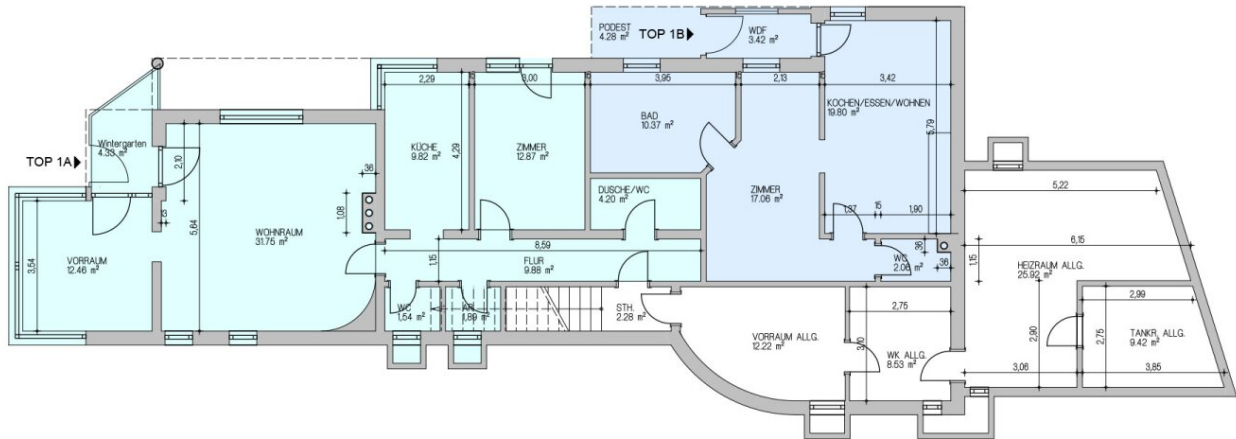 PODEST
4.28 m²
TOP 1B
WDF
3.42 m²
2,29
3,00
3,95
2,13
3,42
KOCHEN/ESSEN/WOHNEN
19.80 m²
5,79
BAD
10.37 m²
Wintergarten
4.33 m²
TOP 1A
2,10
KÜCHE
9.82 m²
4,29
ZIMMER
12.87 m²
36
DUSCHE/WC
4.20 m²
ZIMMER
17.06 m²
5,22
1,08
13
5,64
WOHNRAUM
31.75 m²
1,37
15
1,90
3,54
VORRAUM
12.46 m²
1,15
8,59
FLUR
9.88 m²
WC
2.06 m²
36
36
1,15
6,15
HEIZRAUM ALLG.
25.92 m²
WC
1.54 m²
AR
1.89 m²
STH.
2.28 m²
2,75
2,99
VORRAUM ALLG.
12.22 m²
3,10
WK ALLG.
8.53 m²
2,90
2,75
TANKR. ALLG.
9.42 m²
3,06
3,85